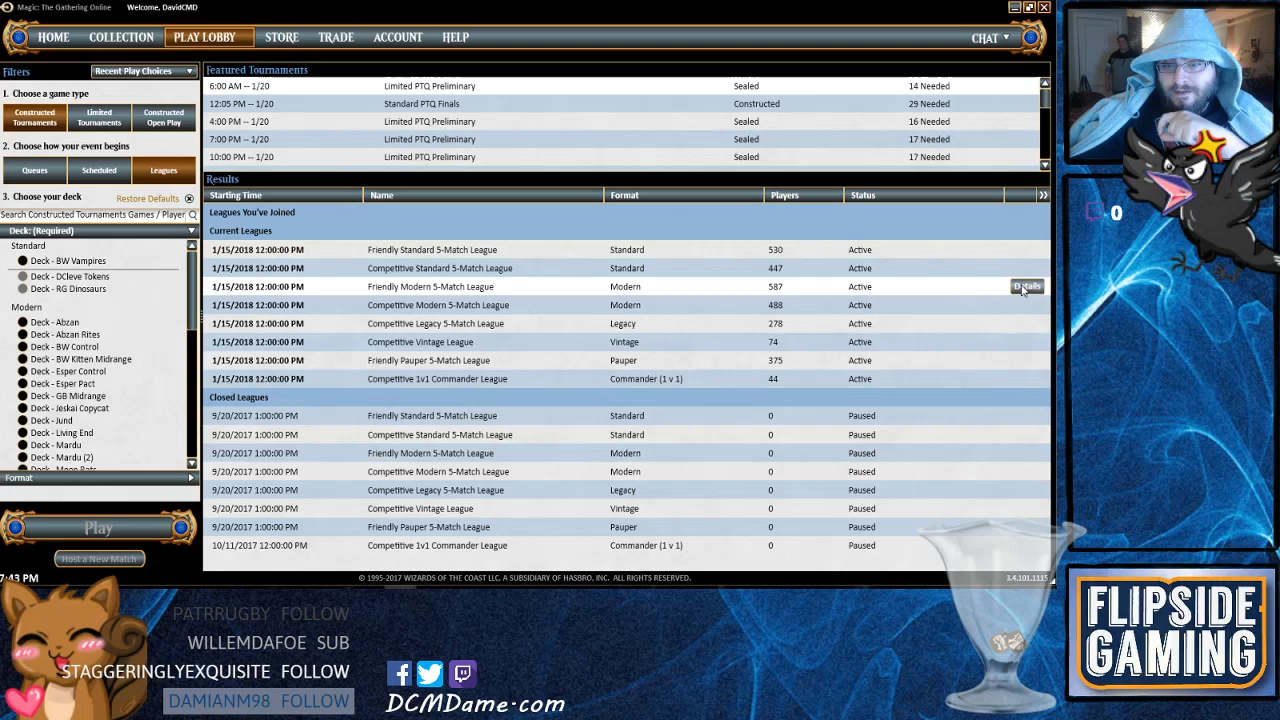 Magic: The Gathering Online Welcome, DavidCMD
HOME COLLECTION PLAY LOBBY STORE TRADE ACCOUNT HELP CHAT
Filters Recent Play Choices
1. Choose a game type
Constructed Tournaments Limited Tournaments Constructed Open Play
2. Choose how your event begins
Queues Scheduled Leagues
3. Choose your deck Restore Defaults
Search Constructed Tournaments Games / Player
Deck: (Required)
Standard
Deck - BW Vampires
Deck - DCleve Tokens
Deck - RG Dinosaurs
Modern
Deck - Abzan
Deck - Abzan Rites
Deck - BW Control
Deck - BW Kitten Midrange
Deck - Esper Control
Deck - Esper Pact
Deck - GB Midrange
Deck - Jeskai Copycat
Deck - Jund
Deck - Living End
Deck - Mardu
Deck - Mardu (2)
Format
Play
Host a New Match
7:43 PM
Featured Tournaments
6:00 AM -- 1/20 Limited PTQ Preliminary Sealed 14 Needed
12:05 PM -- 1/20 Standard PTQ Finals Constructed 29 Needed
4:00 PM -- 1/20 Limited PTQ Preliminary Sealed 16 Needed
7:00 PM -- 1/20 Limited PTQ Preliminary Sealed 17 Needed
10:00 PM -- 1/20 Limited PTQ Preliminary Sealed 17 Needed
Results
Starting Time Name Format Players Status »
Leagues You've Joined
Current Leagues
1/15/2018 12:00:00 PM Friendly Standard 5-Match League Standard 530 Active
1/15/2018 12:00:00 PM Competitive Standard 5-Match League Standard 447 Active
1/15/2018 12:00:00 PM Friendly Modern 5-Match League Modern 587 Active Details
1/15/2018 12:00:00 PM Competitive Modern 5-Match League Modern 488 Active
1/15/2018 12:00:00 PM Competitive Legacy 5-Match League Legacy 278 Active
1/15/2018 12:00:00 PM Competitive Vintage League Vintage 74 Active
1/15/2018 12:00:00 PM Friendly Pauper 5-Match League Pauper 375 Active
1/15/2018 12:00:00 PM Competitive 1v1 Commander League Commander (1 v 1) 44 Active
Closed Leagues
9/20/2017 1:00:00 PM Friendly Standard 5-Match League Standard 0 Paused
9/20/2017 1:00:00 PM Competitive Standard 5-Match League Standard 0 Paused
9/20/2017 1:00:00 PM Friendly Modern 5-Match League Modern 0 Paused
9/20/2017 1:00:00 PM Competitive Modern 5-Match League Modern 0 Paused
9/20/2017 1:00:00 PM Competitive Legacy 5-Match League Legacy 0 Paused
9/20/2017 1:00:00 PM Competitive Vintage League Vintage 0 Paused
9/20/2017 1:00:00 PM Friendly Pauper 5-Match League Pauper 0 Paused
10/11/2017 12:00:00 PM Competitive 1v1 Commander League Commander (1 v 1) 0 Paused
© 1995-2017 WIZARDS OF THE COAST LLC. A SUBSIDIARY OF HASBRO, INC. ALL RIGHTS RESERVED. 3.4.101.1115
0
PATRRUGBY FOLLOW
WILLEMDAFOE SUB
STAGGERINGLYEXQUISITE FOLLOW
DAMIANM98 FOLLOW
DCMDame.com
FLIPSIDE
GAMING